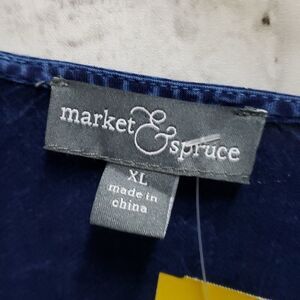 market &
spruce
XL
made in
china